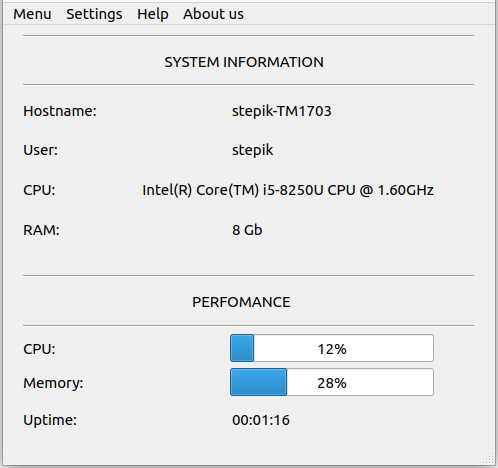 Menu Settings Help About us
SYSTEM INFORMATION
Hostname: stepik-TM1703
User: stepik
CPU: Intel(R) Core(TM) i5-8250U CPU @ 1.60GHz
RAM: 8 Gb
PERFOMANCE
CPU: 12%
Memory: 28%
Uptime: 00:01:16